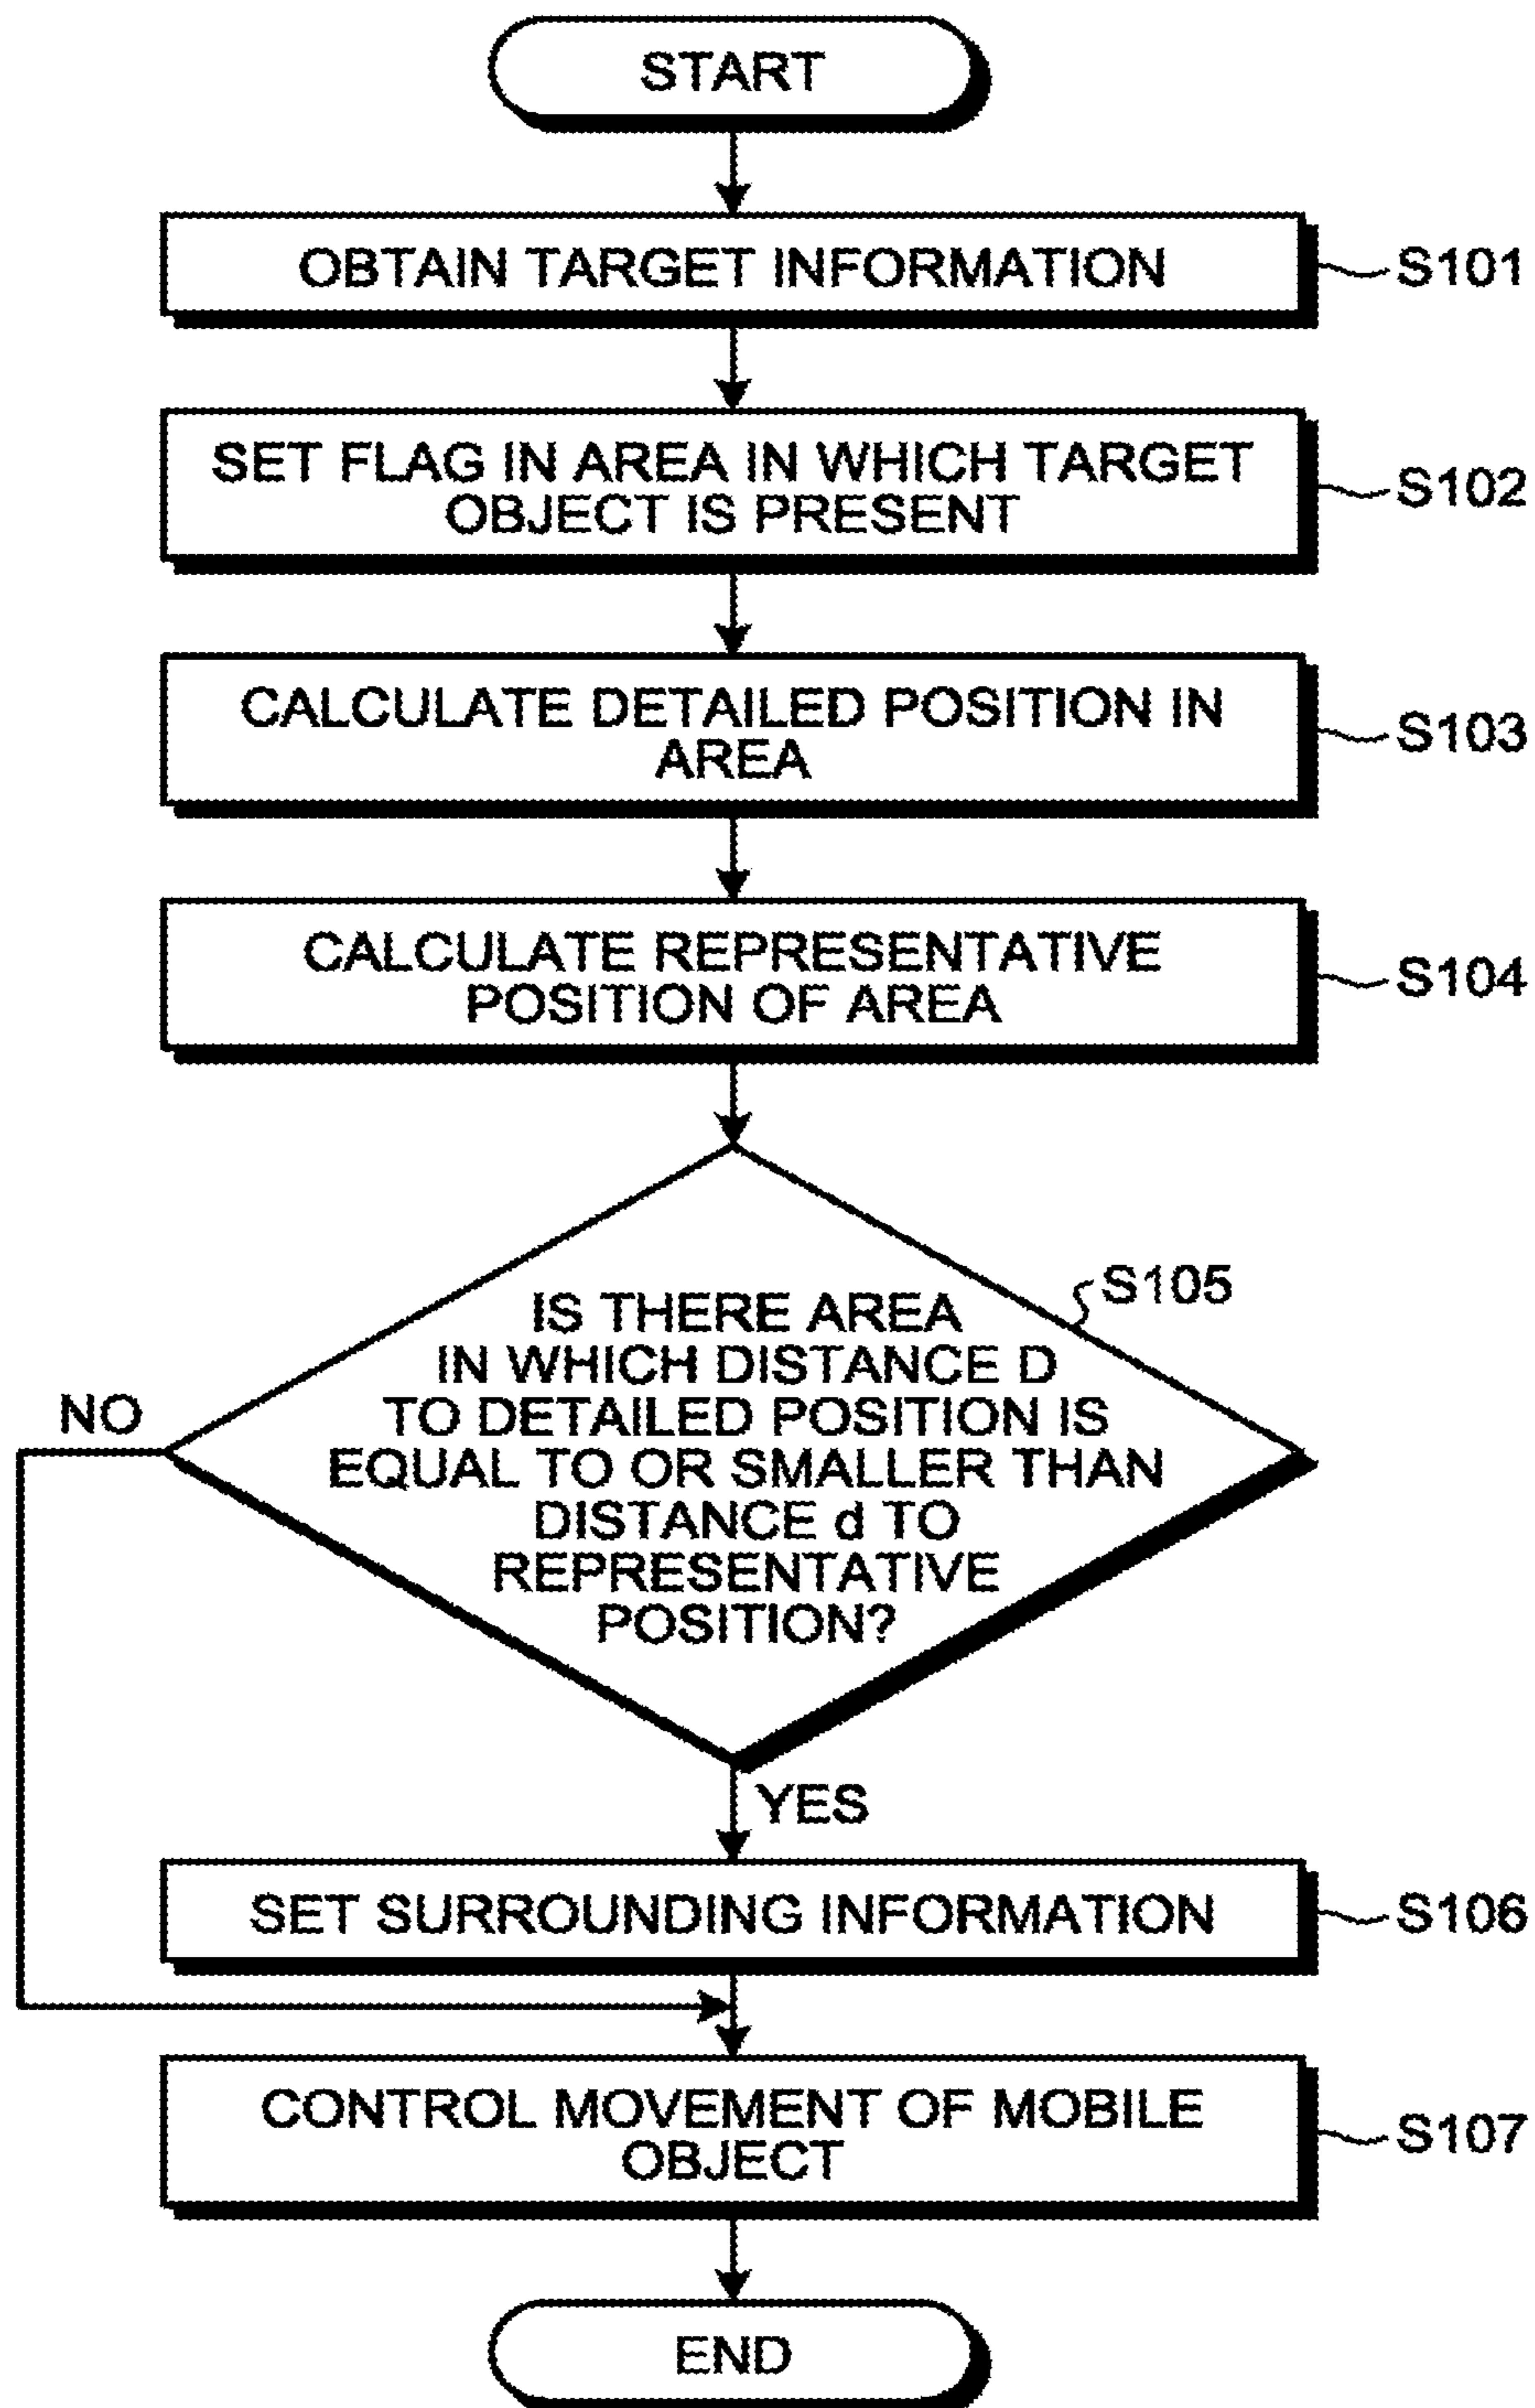 START
OBTAIN TARGET INFORMATION
S101
SET FLAG IN AREA IN WHICH TARGET
OBJECT IS PRESENT
S102
CALCULATE DETAILED POSITION IN
AREA
S103
CALCULATE REPRESENTATIVE
POSITION OF AREA
S104
S105
IS THERE AREA
IN WHICH DISTANCE D
TO DETAILED POSITION IS
EQUAL TO OR SMALLER THAN
DISTANCE d TO
REPRESENTATIVE
POSITION?
NO
YES
SET SURROUNDING INFORMATION
S106
CONTROL MOVEMENT OF MOBILE
OBJECT
S107
END